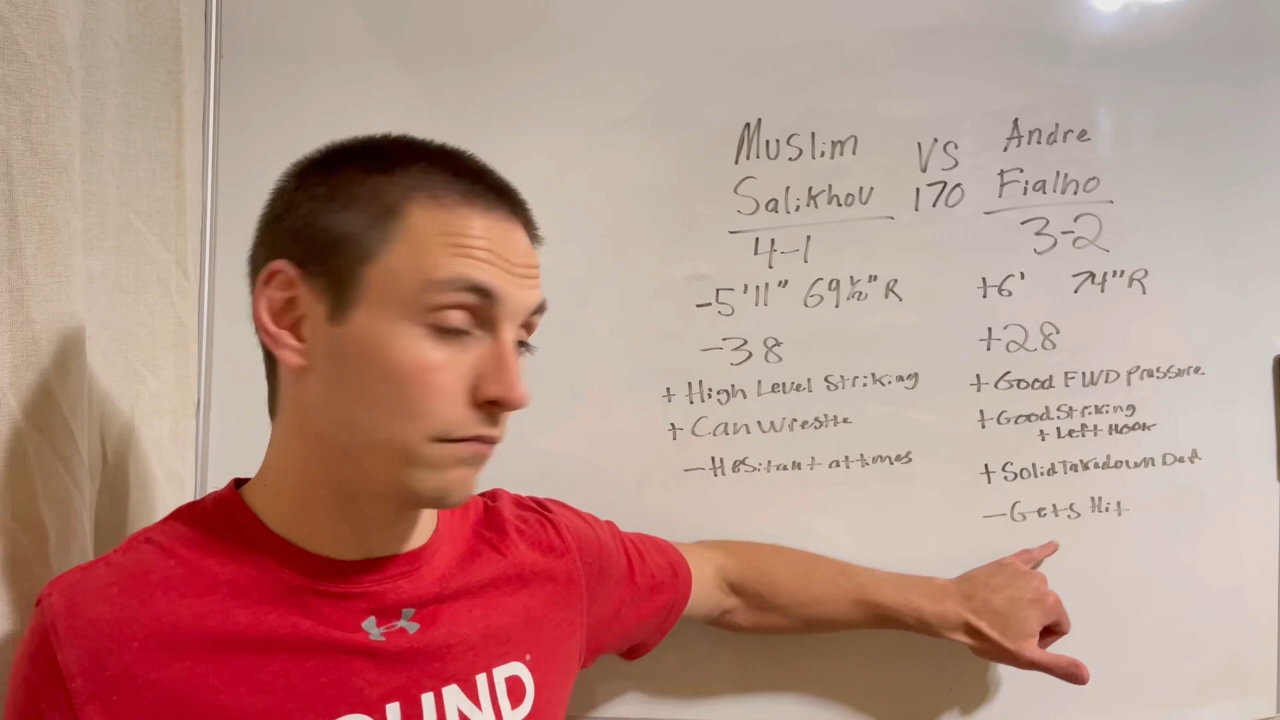 Muslim
Salikhov
4-1
-5'11" 69½"R
-38
+ High Level Striking
+ Can Wrestle
- Hesitant at times
VS
170
Andre
Fialho
3-2
+6' 74"R
+28
+ Good FWD Pressure
+ Good Striking
+ Left Hook
+ Solid Takedown Def
- Gets Hit
OUND